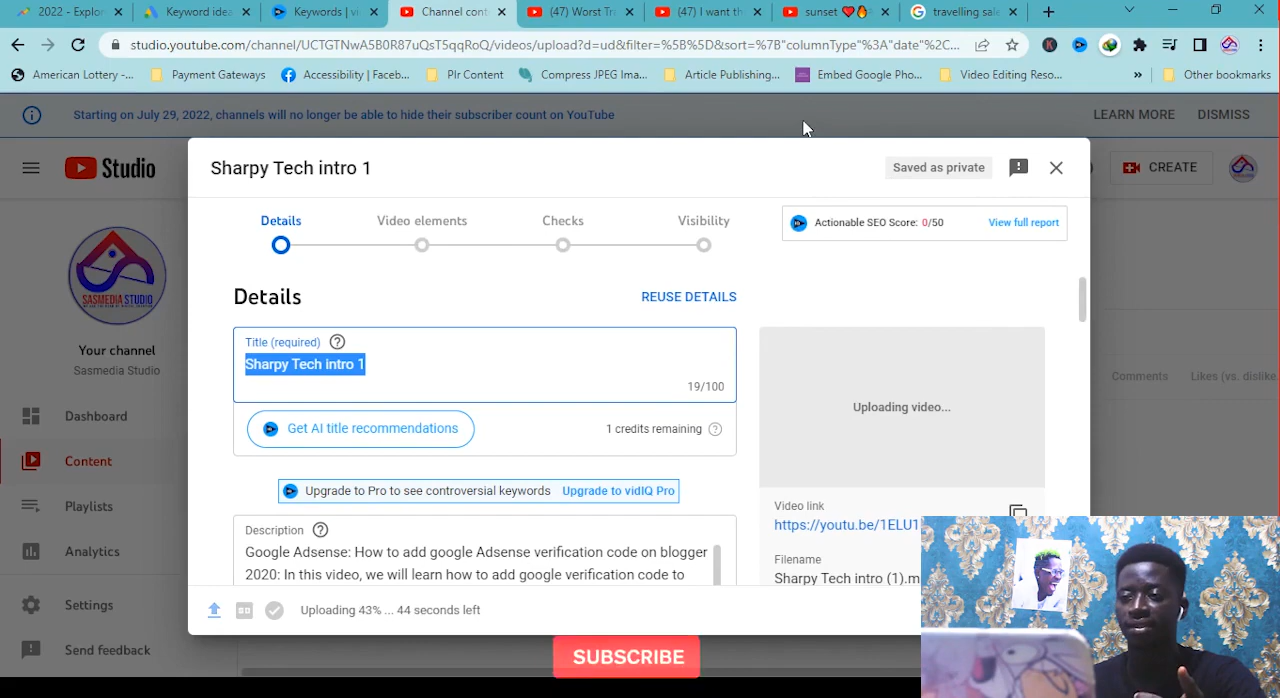 2022 - Explor
Keyword idea
Keywords | vi
Channel cont
(47) Worst Tr
(47) I want th
sunset
travelling sale
studio.youtube.com/channel/UCTGTNwA5B0R87uQsT5qqRoQ/videos/upload?d=ud&filter=%5B%5D&sort=%7B"columnType"%3A"date"%2C...
American Lottery -...
Payment Gateways
Accessibility | Faceb...
Plr Content
Compress JPEG Ima...
Article Publishing...
Embed Google Pho...
Video Editing Reso...
»
Other bookmarks
Starting on July 29, 2022, channels will no longer be able to hide their subscriber count on YouTube
LEARN MORE
DISMISS
Studio
CREATE
Sharpy Tech intro 1
Saved as private
Details
Video elements
Checks
Visibility
Actionable SEO Score: 0/50
View full report
Details
REUSE DETAILS
Title (required)
Sharpy Tech intro 1
19/100
Get AI title recommendations
1 credits remaining
Upgrade to Pro to see controversial keywords
Upgrade to vidIQ Pro
Description
Google Adsense: How to add google Adsense verification code on blogger
2020: In this video, we will learn how to add google verification code to
Uploading video...
Video link
https://youtu.be/1ELU1
Filename
Sharpy Tech intro (1).m
Uploading 43% ... 44 seconds left
SASMEDIA STUDIO
Your channel
Sasmedia Studio
Dashboard
Content
Playlists
Analytics
Settings
Send feedback
Comments
Likes (vs. dislike
SUBSCRIBE